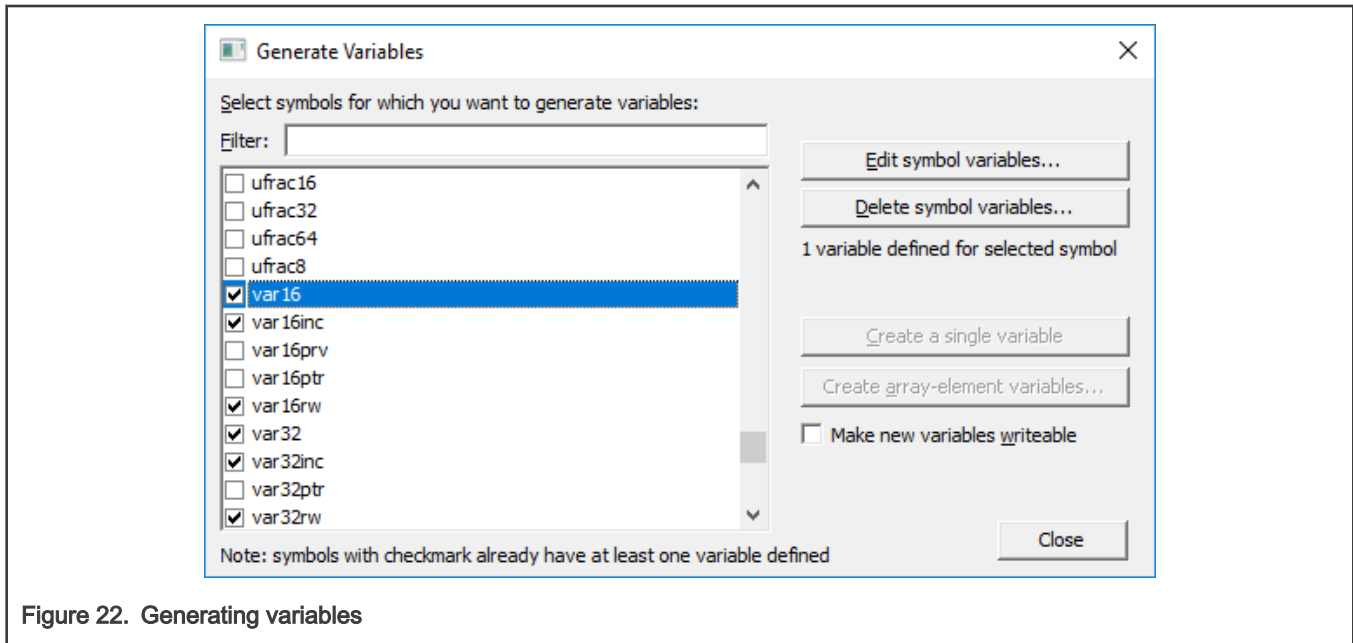 Generate Variables
Select symbols for which you want to generate variables:
Filter:
ufrac16
ufrac32
ufrac64
ufrac8
var16
var16inc
var16prv
var16ptr
var16rw
var32
var32inc
var32ptr
var32rw
Note: symbols with checkmark already have at least one variable defined
Edit symbol variables...
Delete symbol variables...
1 variable defined for selected symbol
Create a single variable
Create array-element variables...
Make new variables writeable
Close
Figure 22. Generating variables